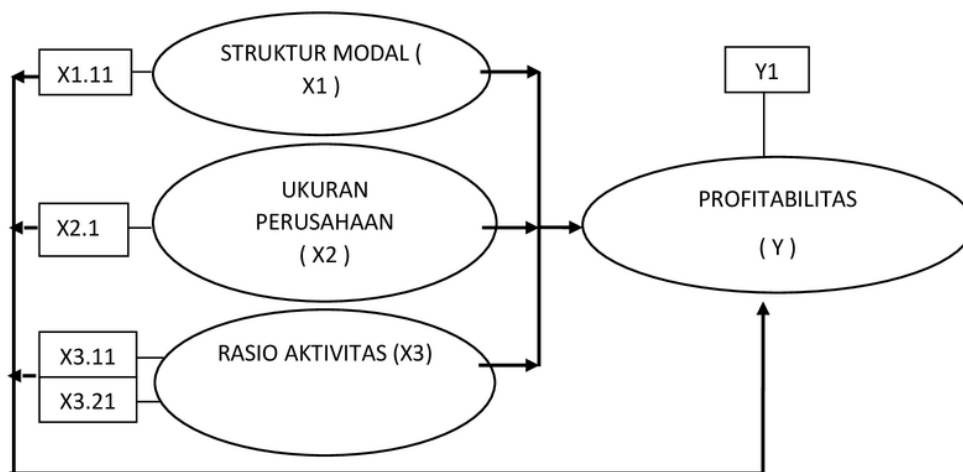 X1.11
STRUKTUR MODAL (
X1 )
Y1
X2.1
UKURAN
PERUSAHAAN
( X2 )
PROFITABILITAS
( Y )
X3.11
X3.21
RASIO AKTIVITAS (X3)